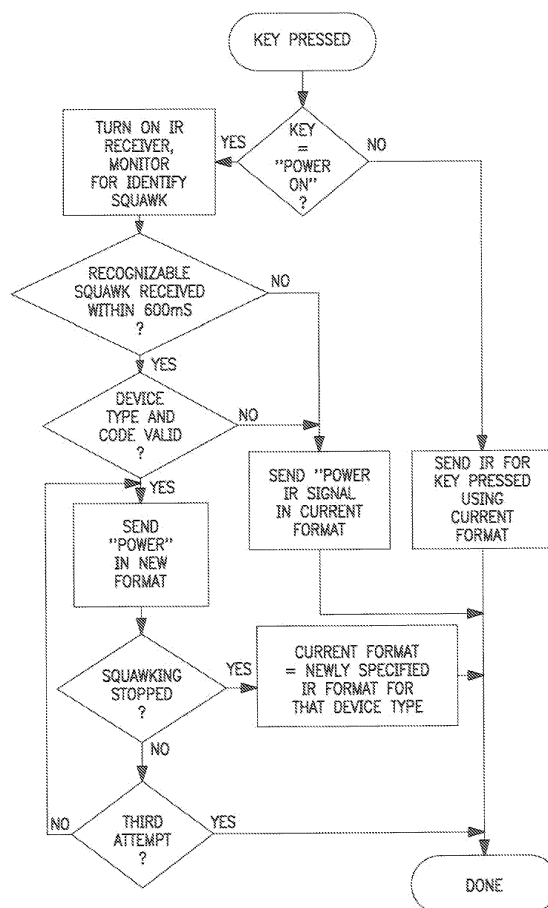 KEY PRESSED
KEY
=
"POWER
ON"
?
YES
NO
TURN ON IR
RECEIVER,
MONITOR
FOR IDENTIFY
SQUAWK
RECOGNIZABLE
SQUAWK RECEIVED
WITHIN 600mS
?
NO
YES
DEVICE
TYPE AND
CODE VALID
?
NO
YES
SEND "POWER
IR SIGNAL
IN CURRENT
FORMAT
SEND IR FOR
KEY PRESSED
USING
CURRENT
FORMAT
SEND
"POWER"
IN NEW
FORMAT
SQUAWKING
STOPPED
?
YES
NO
CURRENT FORMAT
= NEWLY SPECIFIED
IR FORMAT FOR
THAT DEVICE TYPE
THIRD
ATTEMPT
?
NO
YES
DONE